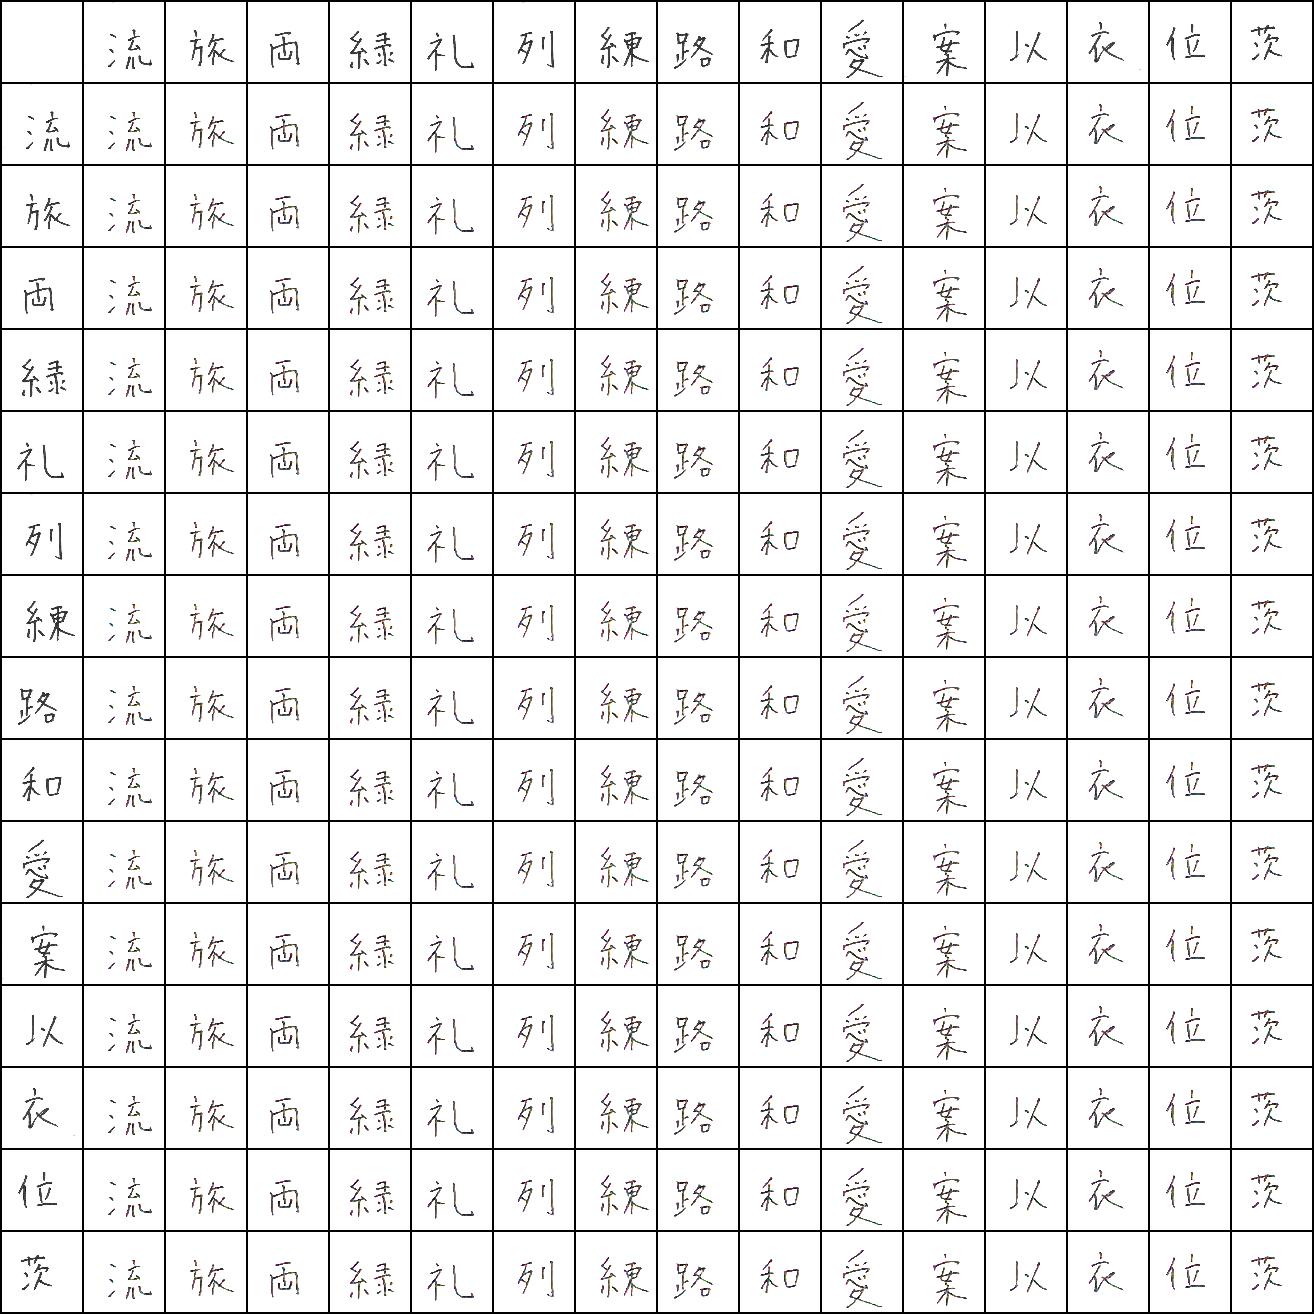 流 旅 両 緑 礼 列 練 路 和 愛 案 以 衣 位 茨
流 流 旅 両 緑 礼 列 練 路 和 愛 案 以 衣 位 茨
旅 流 旅 両 緑 礼 列 練 路 和 愛 案 以 衣 位 茨
両 流 旅 両 緑 礼 列 練 路 和 愛 案 以 衣 位 茨
緑 流 旅 両 緑 礼 列 練 路 和 愛 案 以 衣 位 茨
礼 流 旅 両 緑 礼 列 練 路 和 愛 案 以 衣 位 茨
列 流 旅 両 緑 礼 列 練 路 和 愛 案 以 衣 位 茨
練 流 旅 両 緑 礼 列 練 路 和 愛 案 以 衣 位 茨
路 流 旅 両 緑 礼 列 練 路 和 愛 案 以 衣 位 茨
和 流 旅 両 緑 礼 列 練 路 和 愛 案 以 衣 位 茨
愛 流 旅 両 緑 礼 列 練 路 和 愛 案 以 衣 位 茨
案 流 旅 両 緑 礼 列 練 路 和 愛 案 以 衣 位 茨
以 流 旅 両 緑 礼 列 練 路 和 愛 案 以 衣 位 茨
衣 流 旅 両 緑 礼 列 練 路 和 愛 案 以 衣 位 茨
位 流 旅 両 緑 礼 列 練 路 和 愛 案 以 衣 位 茨
茨 流 旅 両 緑 礼 列 練 路 和 愛 案 以 衣 位 茨